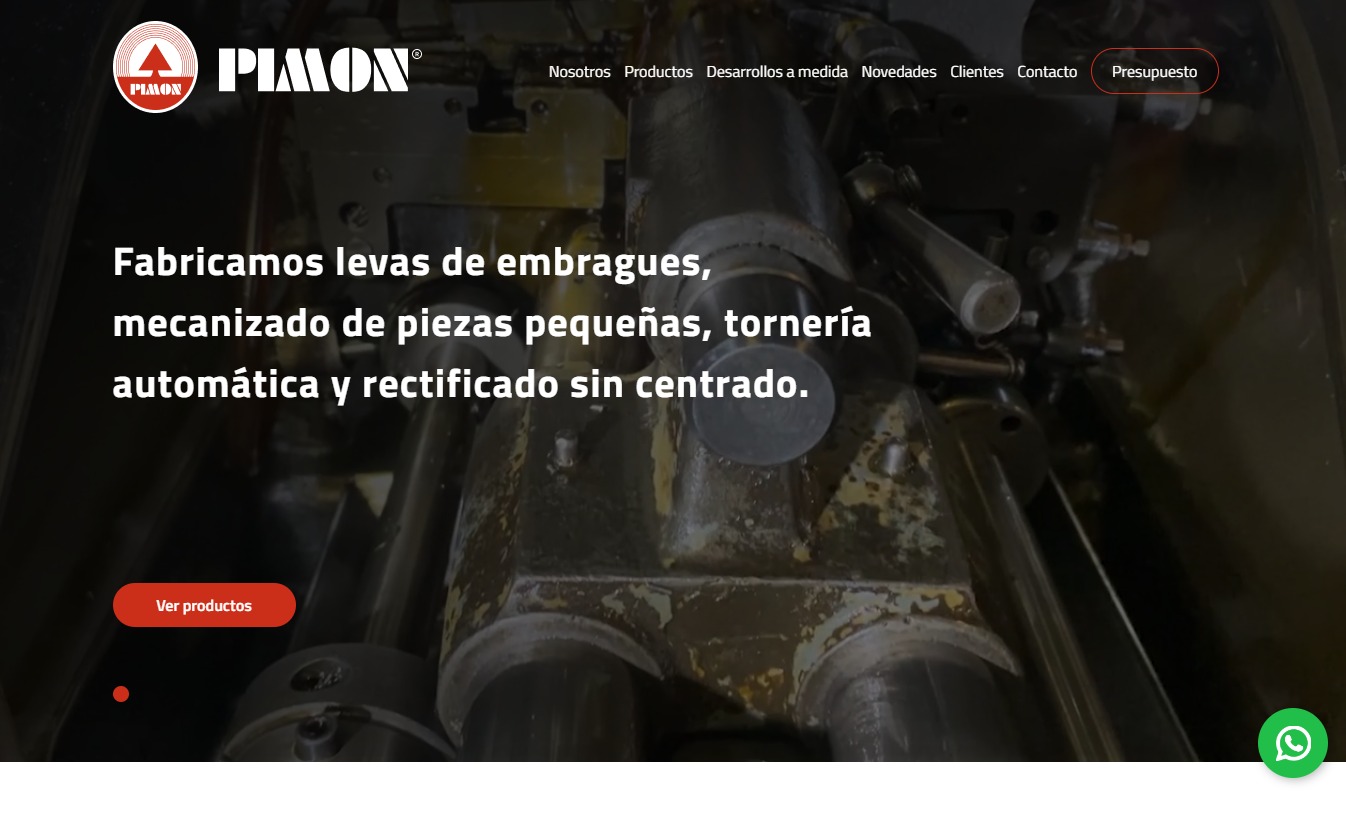 PIMON
PIMON®
Nosotros
Productos
Desarrollos a medida
Novedades
Clientes
Contacto
Presupuesto
Fabricamos levas de embragues,
mecanizado de piezas pequeñas, tornería
automática y rectificado sin centrado.
Ver productos